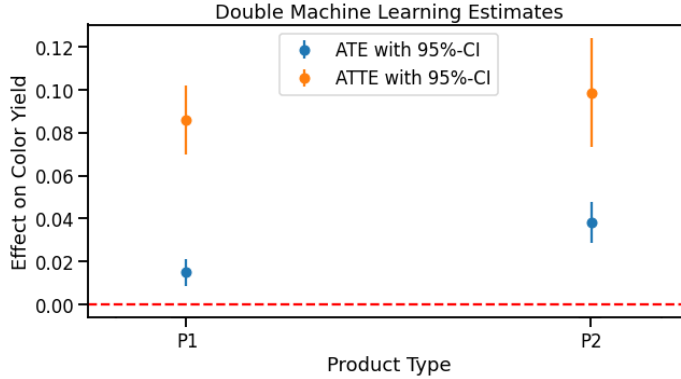 Double Machine Learning Estimates
ATE with 95%-CI
ATTE with 95%-CI
Effect on Color Yield
0.12
0.10
0.08
0.06
0.04
0.02
0.00
P1
P2
Product Type